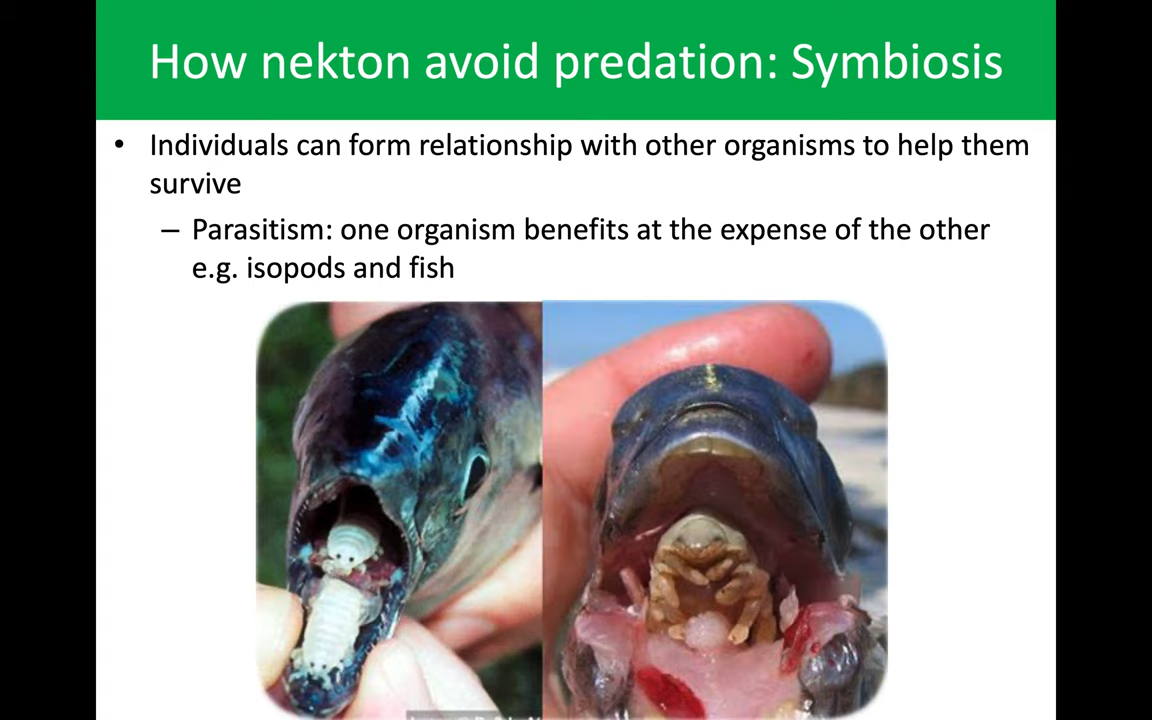 How nekton avoid predation: Symbiosis
• Individuals can form relationship with other organisms to help them
survive
– Parasitism: one organism benefits at the expense of the other
e.g. isopods and fish